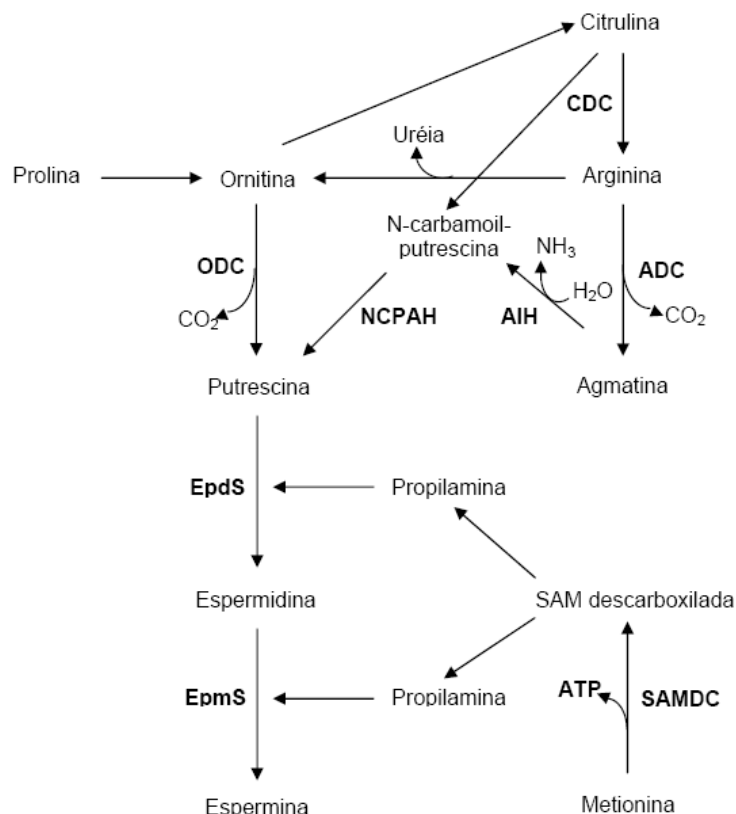 Citrulina
CDC
Uréia
Prolina
Ornitina
Arginina
N-carbamoil-
putrescina
NH3
ODC
ADC
H2O
CO2
NCPAH
AIH
CO2
Putrescina
Agmatina
EpdS
Propilamina
Espermidina
SAM descarboxilada
EpmS
Propilamina
ATP
SAMDC
Espermina
Metionina